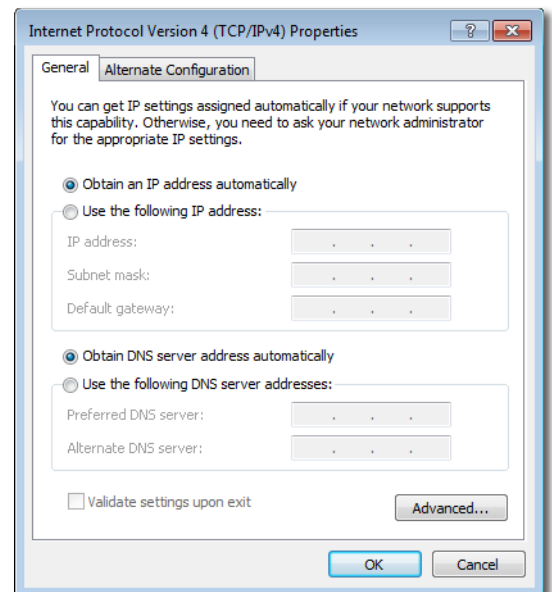 Internet Protocol Version 4 (TCP/IPv4) Properties
General
Alternate Configuration
You can get IP settings assigned automatically if your network supports
this capability. Otherwise, you need to ask your network administrator
for the appropriate IP settings.
Obtain an IP address automatically
Use the following IP address:
IP address:
Subnet mask:
Default gateway:
Obtain DNS server address automatically
Use the following DNS server addresses:
Preferred DNS server:
Alternate DNS server:
Validate settings upon exit
Advanced...
OK
Cancel